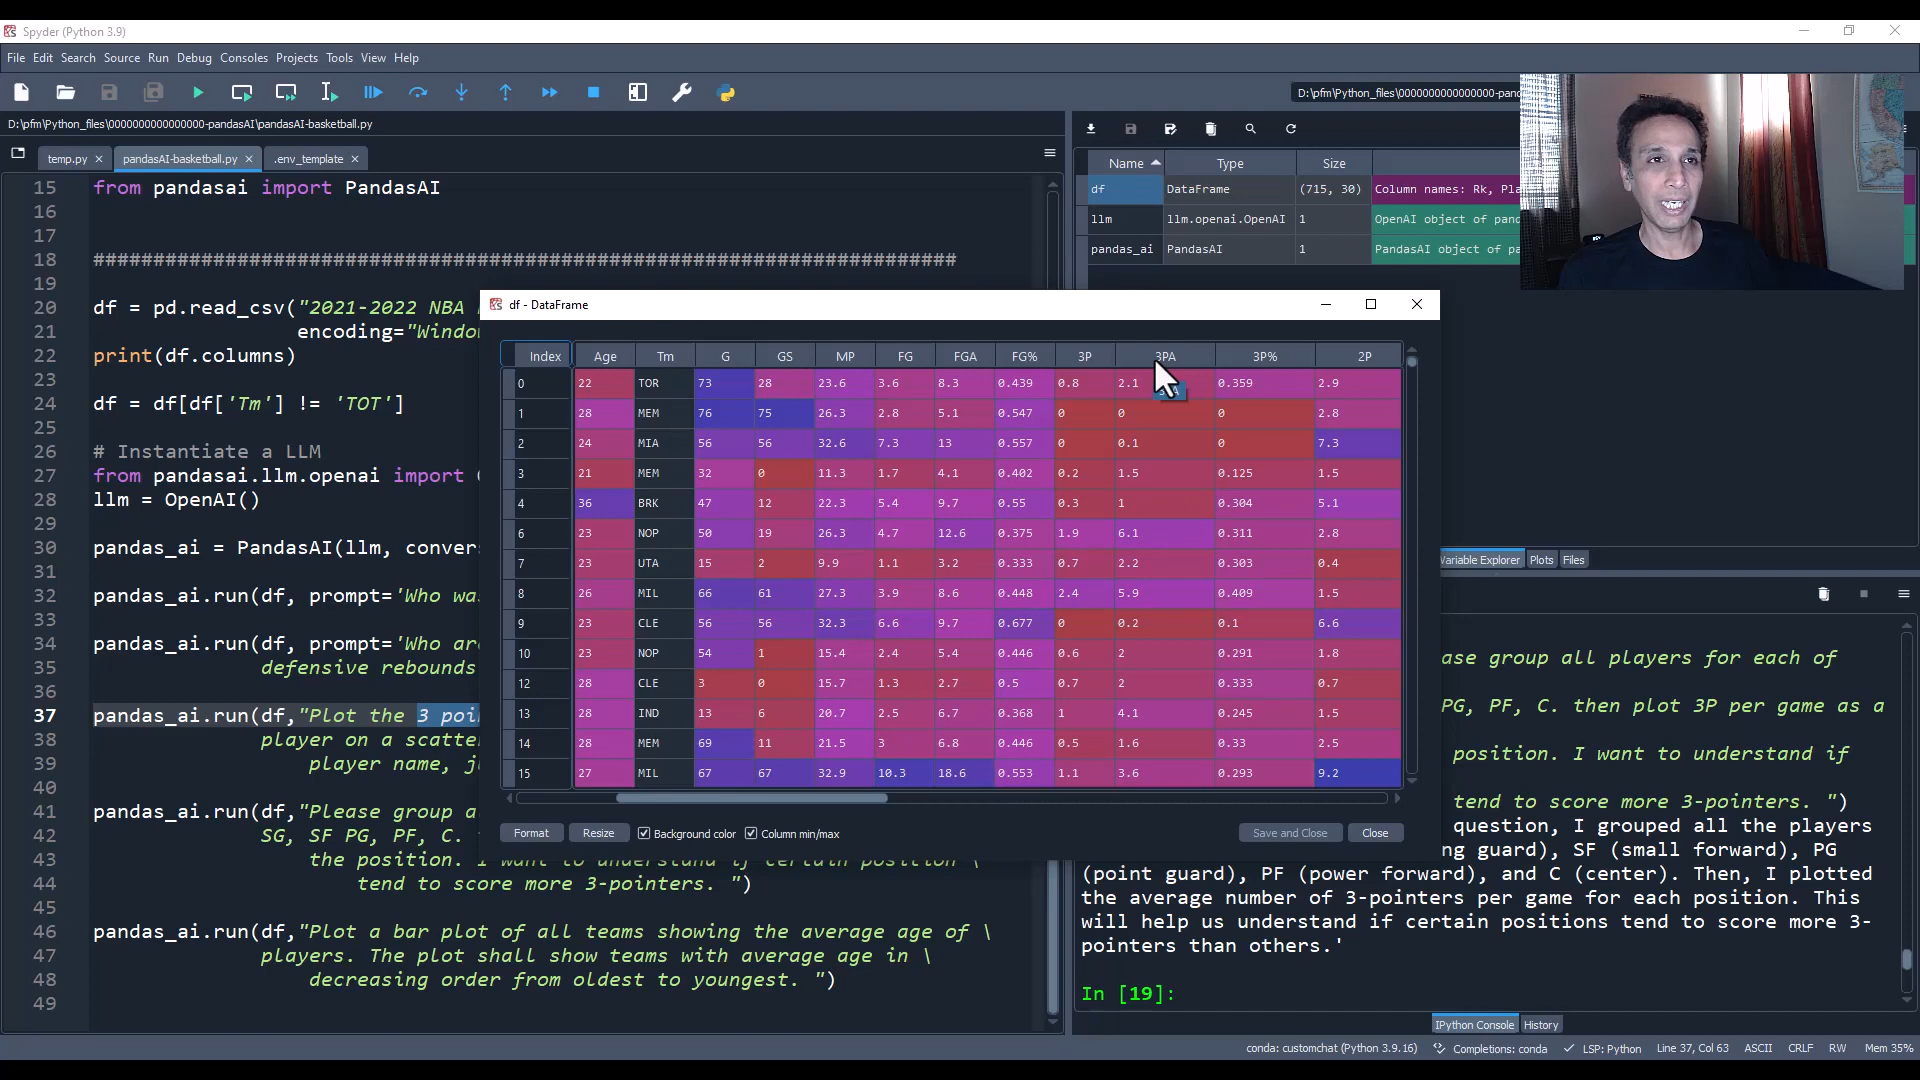 Spyder (Python 3.9)
File Edit Search Source Run Debug Consoles Projects Tools View Help
D:\pfm\Python_files\0000000000000000-pand
D:\pfm\Python_files\0000000000000000-pandasAI\pandasAI-basketball.py
temp.py pandasAI-basketball.py .env_template
15 from pandasai import PandasAI
16
17
18 ########################################################################
19
20 df = pd.read_csv("2021-2022 NBA
21 encoding="Window
22 print(df.columns)
23
24 df = df[df['Tm'] != 'TOT']
25
26 # Instantiate a LLM
27 from pandasai.llm.openai import
28 llm = OpenAI()
29
30 pandas_ai = PandasAI(llm, conver
31
32 pandas_ai.run(df, prompt='Who was
33
34 pandas_ai.run(df, prompt='Who are
35 defensive rebounds
36
37 pandas_ai.run(df,"Plot the 3 poin
38 player on a scatte
39 player name, j
40
41 pandas_ai.run(df,"Please group a
42 SG, SF PG, PF, C.
43 the position. I want to understand if certain position \
44 tend to score more 3-pointers. ")
45
46 pandas_ai.run(df,"Plot a bar plot of all teams showing the average age of \
47 players. The plot shall show teams with average age in \
48 decreasing order from oldest to youngest. ")
49
Name Type Size
df DataFrame (715, 30) Column names: Rk, Pla
llm llm.openai.OpenAI 1 OpenAI object of pand
pandas_ai PandasAI 1 PandasAI object of pa
df - DataFrame
Index Age Tm G GS MP FG FGA FG% 3P 3PA 3P% 2P
0 22 TOR 73 28 23.6 3.6 8.3 0.439 0.8 2.1 0.359 2.9
1 28 MEM 76 75 26.3 2.8 5.1 0.547 0 0 0 2.8
2 24 MIA 56 56 32.6 7.3 13 0.557 0 0.1 0 7.3
3 21 MEM 32 0 11.3 1.7 4.1 0.402 0.2 1.5 0.125 1.5
4 36 BRK 47 12 22.3 5.4 9.7 0.55 0.3 1 0.304 5.1
6 23 NOP 50 19 26.3 4.7 12.6 0.375 1.9 6.1 0.311 2.8
7 23 UTA 15 2 9.9 1.1 3.2 0.333 0.7 2.2 0.303 0.4
8 26 MIL 66 61 27.3 3.9 8.6 0.448 2.4 5.9 0.409 1.5
9 23 CLE 56 56 32.3 6.6 9.7 0.677 0 0.2 0.1 6.6
10 23 NOP 54 1 15.4 2.4 5.4 0.446 0.6 2 0.291 1.8
12 28 CLE 3 0 15.7 1.3 2.7 0.5 0.7 2 0.333 0.7
13 28 IND 13 6 20.7 2.5 6.7 0.368 1 4.1 0.245 1.5
14 28 MEM 69 11 21.5 3 6.8 0.446 0.5 1.6 0.33 2.5
15 27 MIL 67 67 32.9 10.3 18.6 0.553 1.1 3.6 0.293 9.2
Format Resize Background color Column min/max Save and Close Close
Variable Explorer Plots Files
ase group all players for each of
PG, PF, C. then plot 3P per game as a
position. I want to understand if
tend to score more 3-pointers. ")
question, I grouped all the players
ng guard), SF (small forward), PG
(point guard), PF (power forward), and C (center). Then, I plotted
the average number of 3-pointers per game for each position. This
will help us understand if certain positions tend to score more 3-
pointers than others.'
In [19]:
IPython Console History
conda: customchat (Python 3.9.16) Completions: conda LSP: Python Line 37, Col 63 ASCII CRLF RW Mem 35%